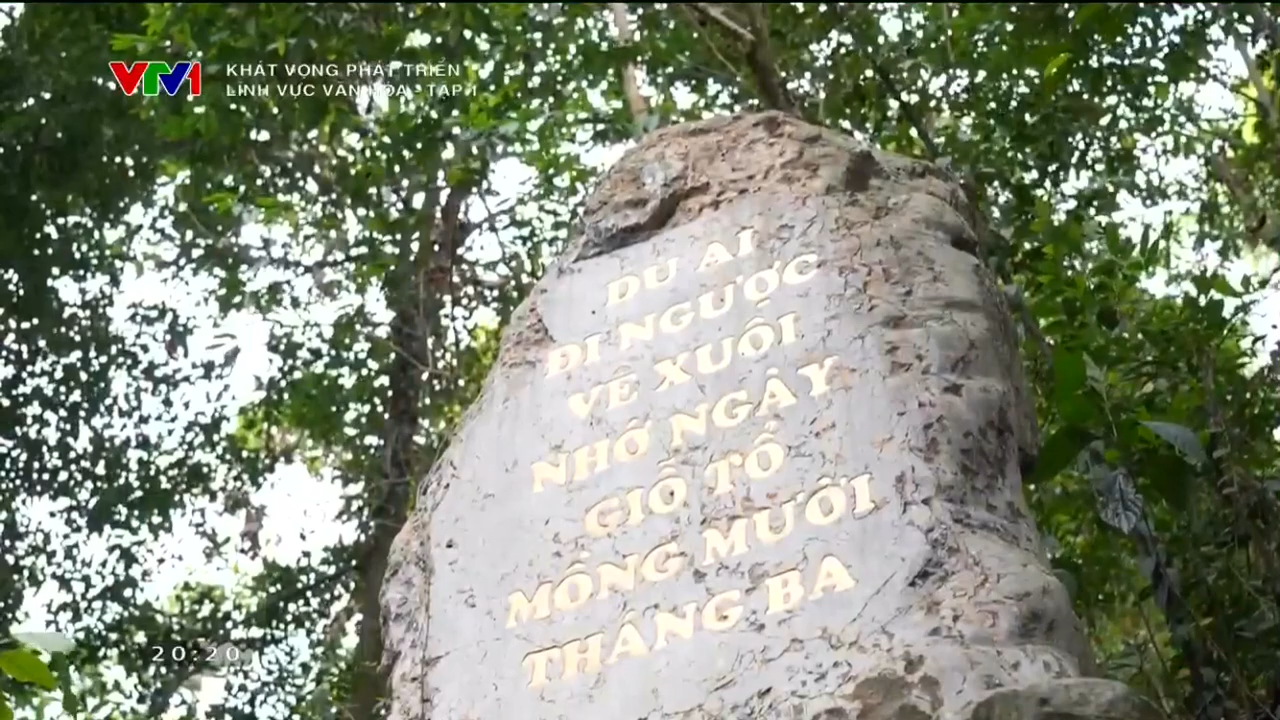 VTV1
KHÁT VỌNG PHÁT TRIỂN
LĨNH VỰC VĂN HÓA - TẬP 1
DÙ AI
ĐI NGƯỢC
VỀ XUÔI
NHỚ NGÀY
GIỖ TỔ
MỒNG MƯỜI
THÁNG BA
20:20